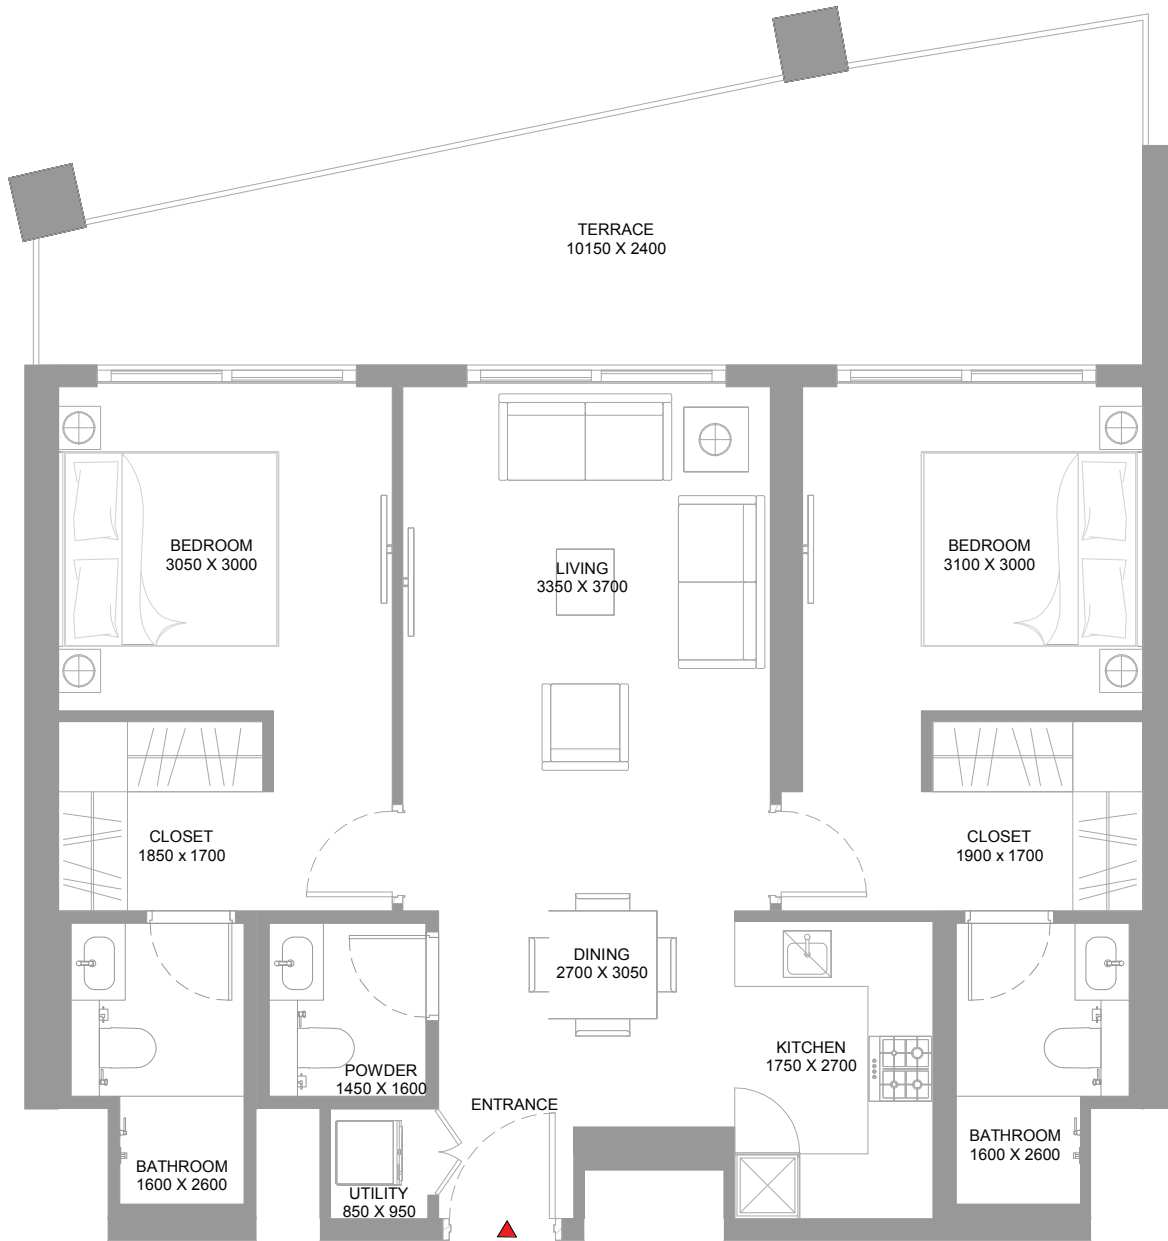 TERRACE
10150 X 2400
BEDROOM
3050 X 3000
LIVING
3350 X 3700
BEDROOM
3100 X 3000
CLOSET
1850 x 1700
CLOSET
1900 x 1700
DINING
2700 X 3050
KITCHEN
1750 X 2700
POWDER
1450 X 1600
ENTRANCE
BATHROOM
1600 X 2600
UTILITY
850 X 950
BATHROOM
1600 X 2600